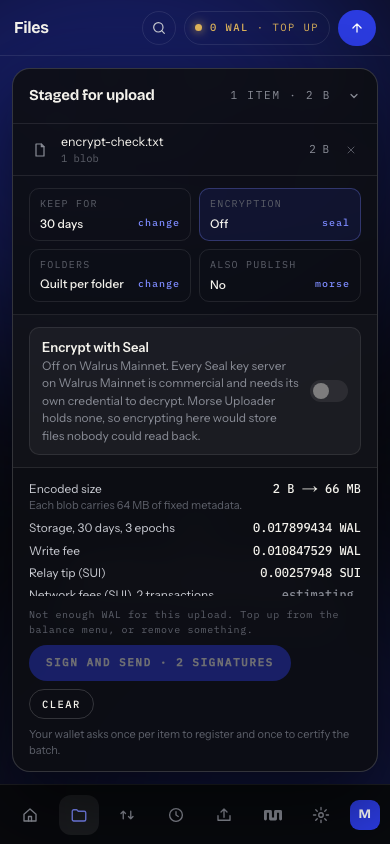 Files
0 WAL · TOP UP
Staged for upload
1 ITEM · 2 B
encrypt-check.txt
1 blob
2 B
KEEP FOR
30 days
change
ENCRYPTION
Off
seal
FOLDERS
Quilt per folder
change
ALSO PUBLISH
No
morse
Encrypt with Seal
Off on Walrus Mainnet. Every Seal key server
on Walrus Mainnet is commercial and needs its
own credential to decrypt. Morse Uploader
holds none, so encrypting here would store
files nobody could read back.
Encoded size
2 B → 66 MB
Each blob carries 64 MB of fixed metadata.
Storage, 30 days, 3 epochs
0.017899434 WAL
Write fee
0.010847529 WAL
Relay tip (SUI)
0.00257948 SUI
Network fees (SUI), 2 transactions
estimating
Not enough WAL for this upload. Top up from the
balance menu, or remove something.
SIGN AND SEND · 2 SIGNATURES
CLEAR
Your wallet asks once per item to register and once to certify the
batch.
M